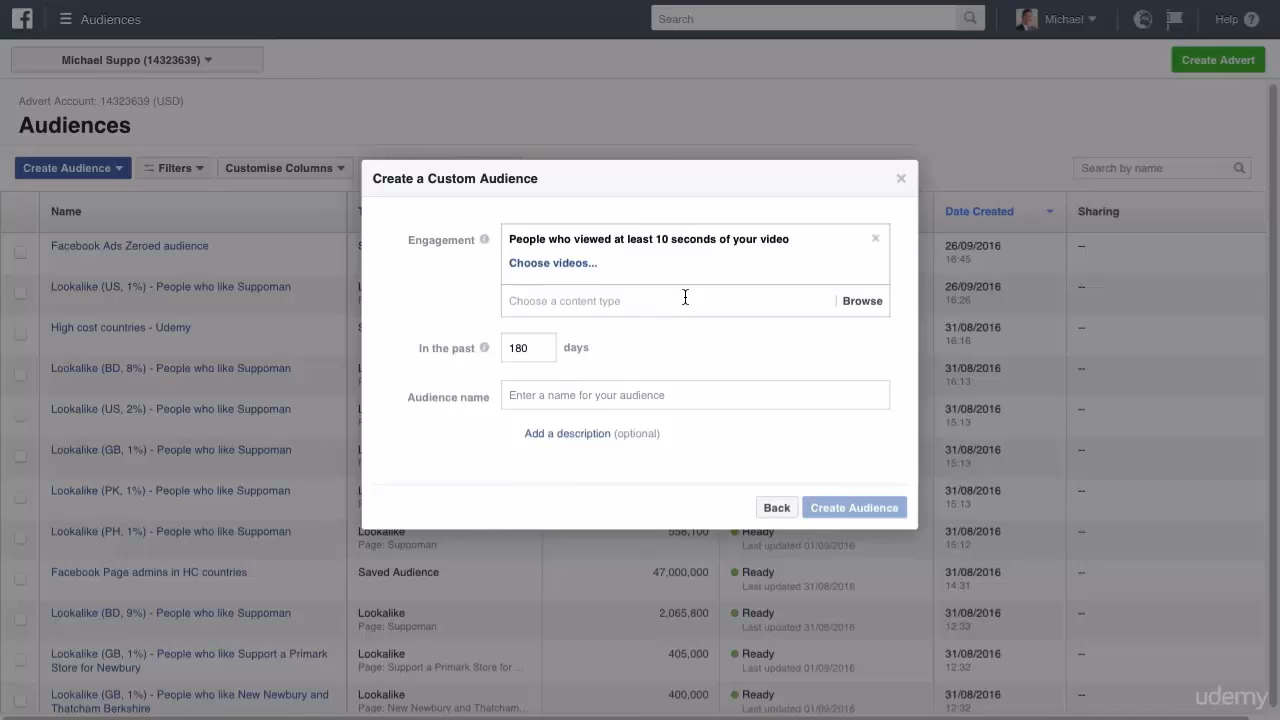 Audiences
Search
Michael
Help
Michael Suppo (14323639)
Create Advert
Advert Account: 14323639 (USD)
Audiences
Create Audience
Filters
Customise Columns
Search by name
Name
Date Created
Sharing
Create a Custom Audience
Engagement
People who viewed at least 10 seconds of your video
Choose videos...
Choose a content type
Browse
In the past
180
days
Audience name
Enter a name for your audience
Add a description (optional)
Back
Create Audience
Facebook Ads Zeroed audience
26/09/2016
16:45
--
Lookalike (US, 1%) - People who like Suppoman
26/09/2016
16:26
--
High cost countries - Udemy
31/08/2016
16:16
--
Lookalike (BD, 8%) - People who like Suppoman
31/08/2016
16:13
--
Lookalike (US, 2%) - People who like Suppoman
31/08/2016
15:13
--
Lookalike (GB, 1%) - People who like Suppoman
31/08/2016
15:13
--
Lookalike (PK, 1%) - People who like Suppoman
31/08/2016
15:13
--
Lookalike (PH, 1%) - People who like Suppoman
Lookalike
Page: Suppoman
558,100
Ready
Last updated 01/09/2016
31/08/2016
15:12
--
Facebook Page admins in HC countries
Saved Audience
47,000,000
Ready
Last updated 31/08/2016
31/08/2016
14:31
--
Lookalike (BD, 9%) - People who like Suppoman
Lookalike
Page: Suppoman
2,065,800
Ready
Last updated 31/08/2016
31/08/2016
12:33
--
Lookalike (GB, 1%) - People who like Support a Primark
Store for Newbury
Lookalike
Page: Support a Primark Store for ...
405,000
Ready
Last updated 01/09/2016
31/08/2016
12:32
--
Lookalike (GB, 1%) - People who like New Newbury and
Thatcham Berkshire
Lookalike
Page: New Newbury and Thatcham...
400,000
Ready
Last updated 01/09/2016
31/08/2016
12:32
--
udemy